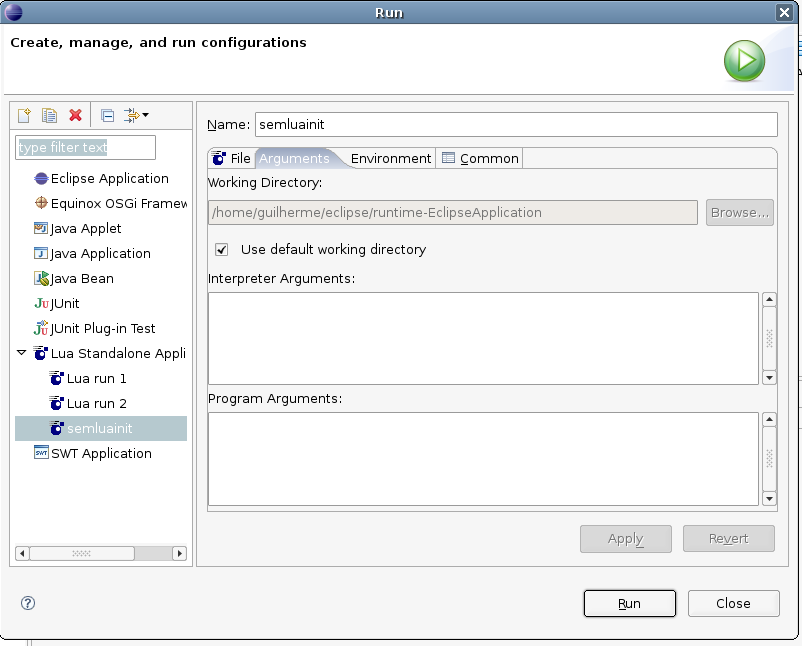 Run
Create, manage, and run configurations
type filter text
Eclipse Application
Equinox OSGi Framew
Java Applet
Java Application
Java Bean
Ju JUnit
JUnit Plug-in Test
Lua Standalone Appli
Lua run 1
Lua run 2
semluainit
SWT Application
Name: semluainit
File Arguments Environment Common
Working Directory:
/home/guilherme/eclipse/runtime-EclipseApplication Browse...
Use default working directory
Interpreter Arguments:
Program Arguments:
Apply Revert
? Run Close